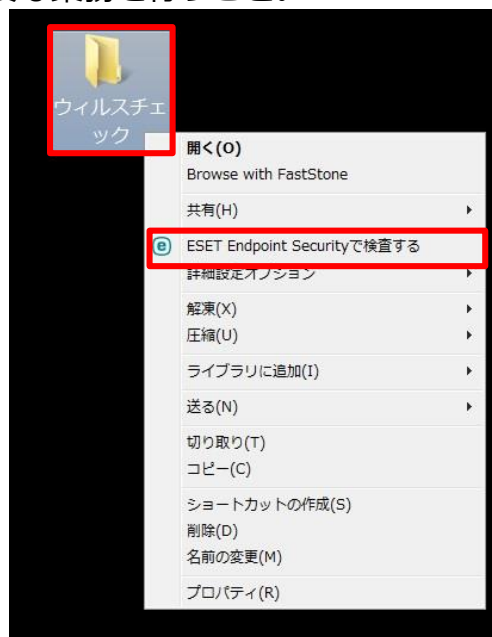 ウィルスチェ
ック
開く(O)
Browse with FastStone
共有(H)
ESET Endpoint Securityで検査する
詳細設定オプション
解凍(X)
圧縮(U)
ライブラリに追加(I)
送る(N)
切り取り(T)
コピー(C)
ショートカットの作成(S)
削除(D)
名前の変更(M)
プロパティ(R)